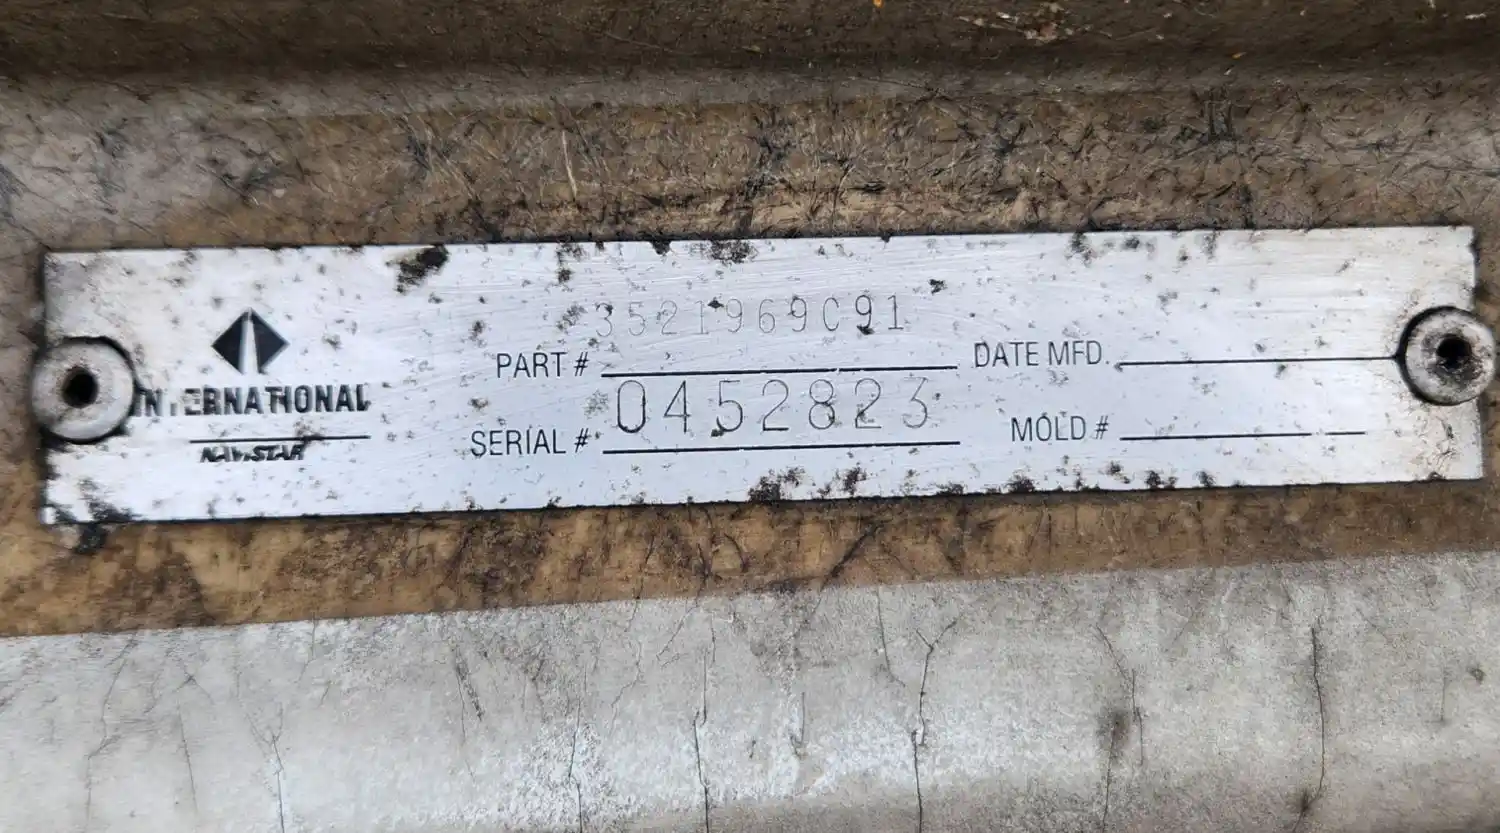 INTERNATIONAL
NAVISTAR
3521969C91
PART #
DATE MFD.
0452823
SERIAL #
MOLD #